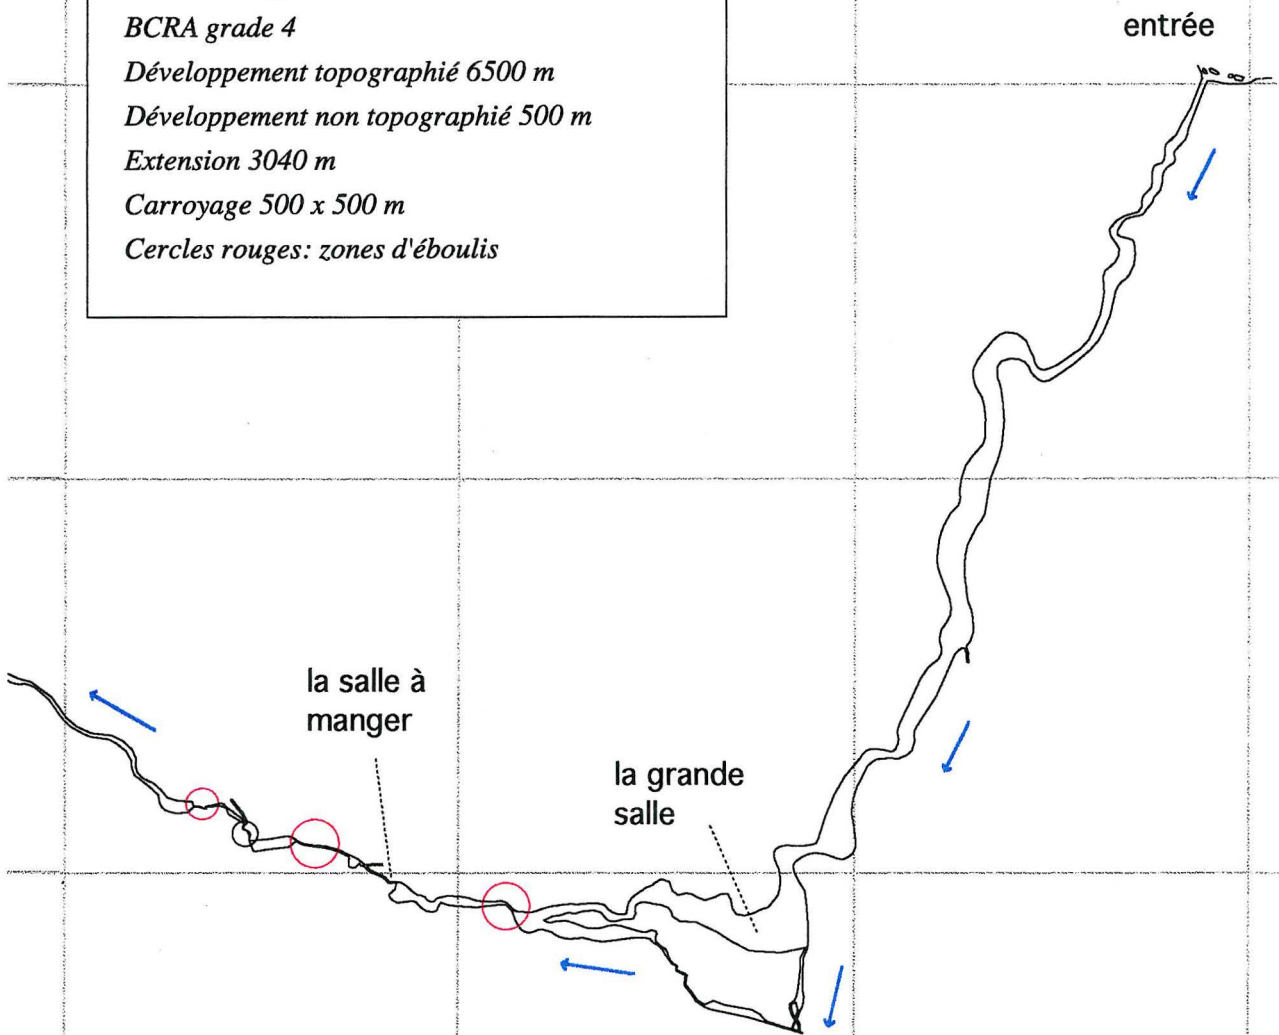 BCRA grade 4
Développement topographié 6500 m
Développement non topographié 500 m
Extension 3040 m
Carroyage 500 x 500 m
Cercles rouges: zones d'éboulis
entrée
la salle à
manger
la grande
salle